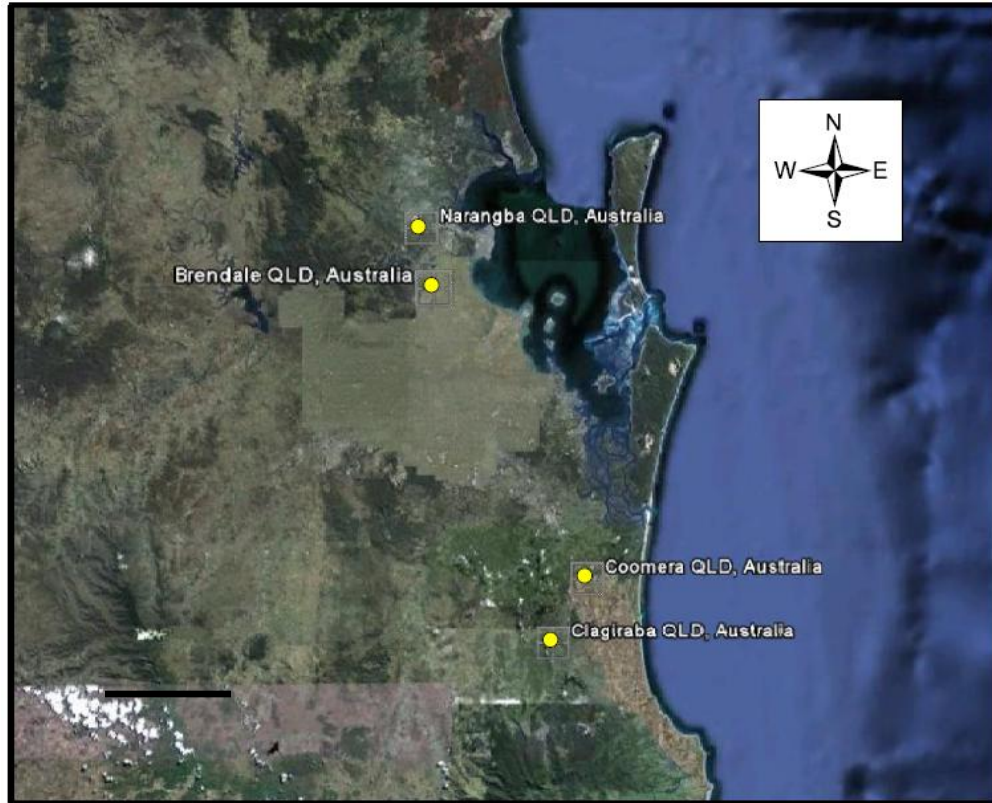 N
W E
S
Narangba QLD, Australia
Brendale QLD, Australia
Coomera QLD, Australia
Clagiraba QLD, Australia